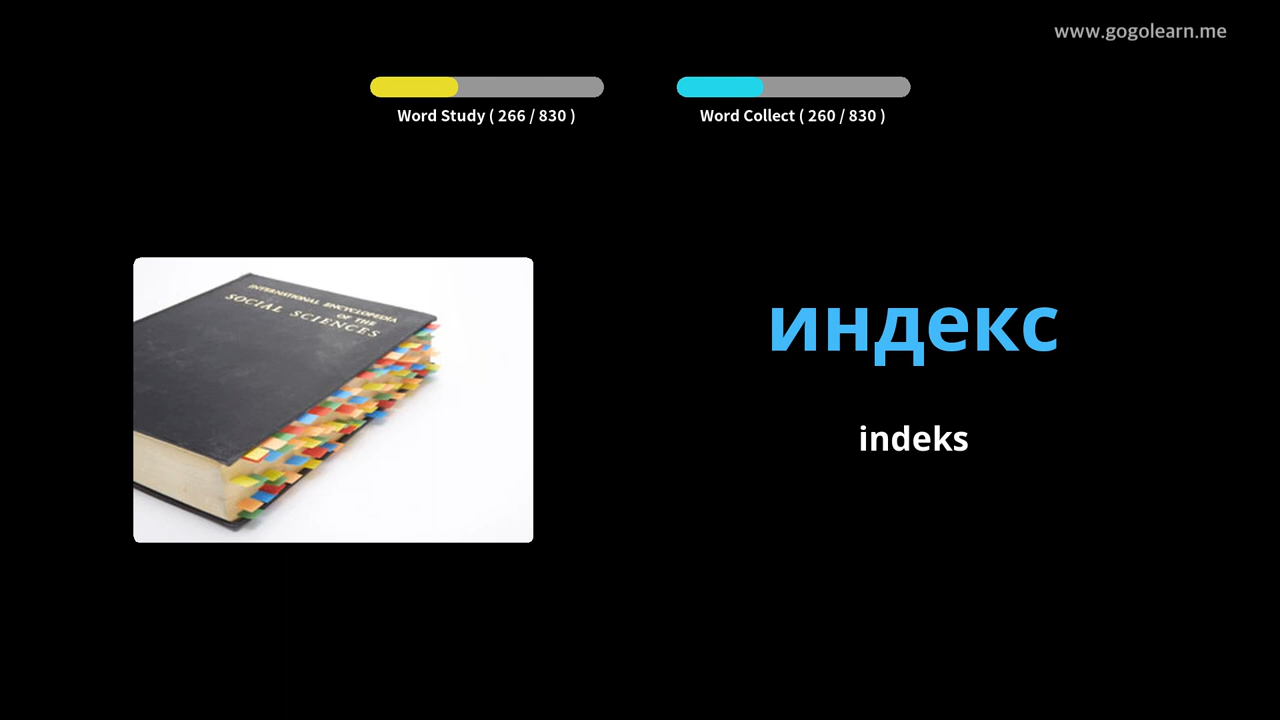 www.gogolearn.me
Word Study ( 266 / 830 )
Word Collect ( 260 / 830 )
INTERNATIONAL ENCYCLOPEDIA
OF THE
SOCIAL SCIENCES
индекс
indeks